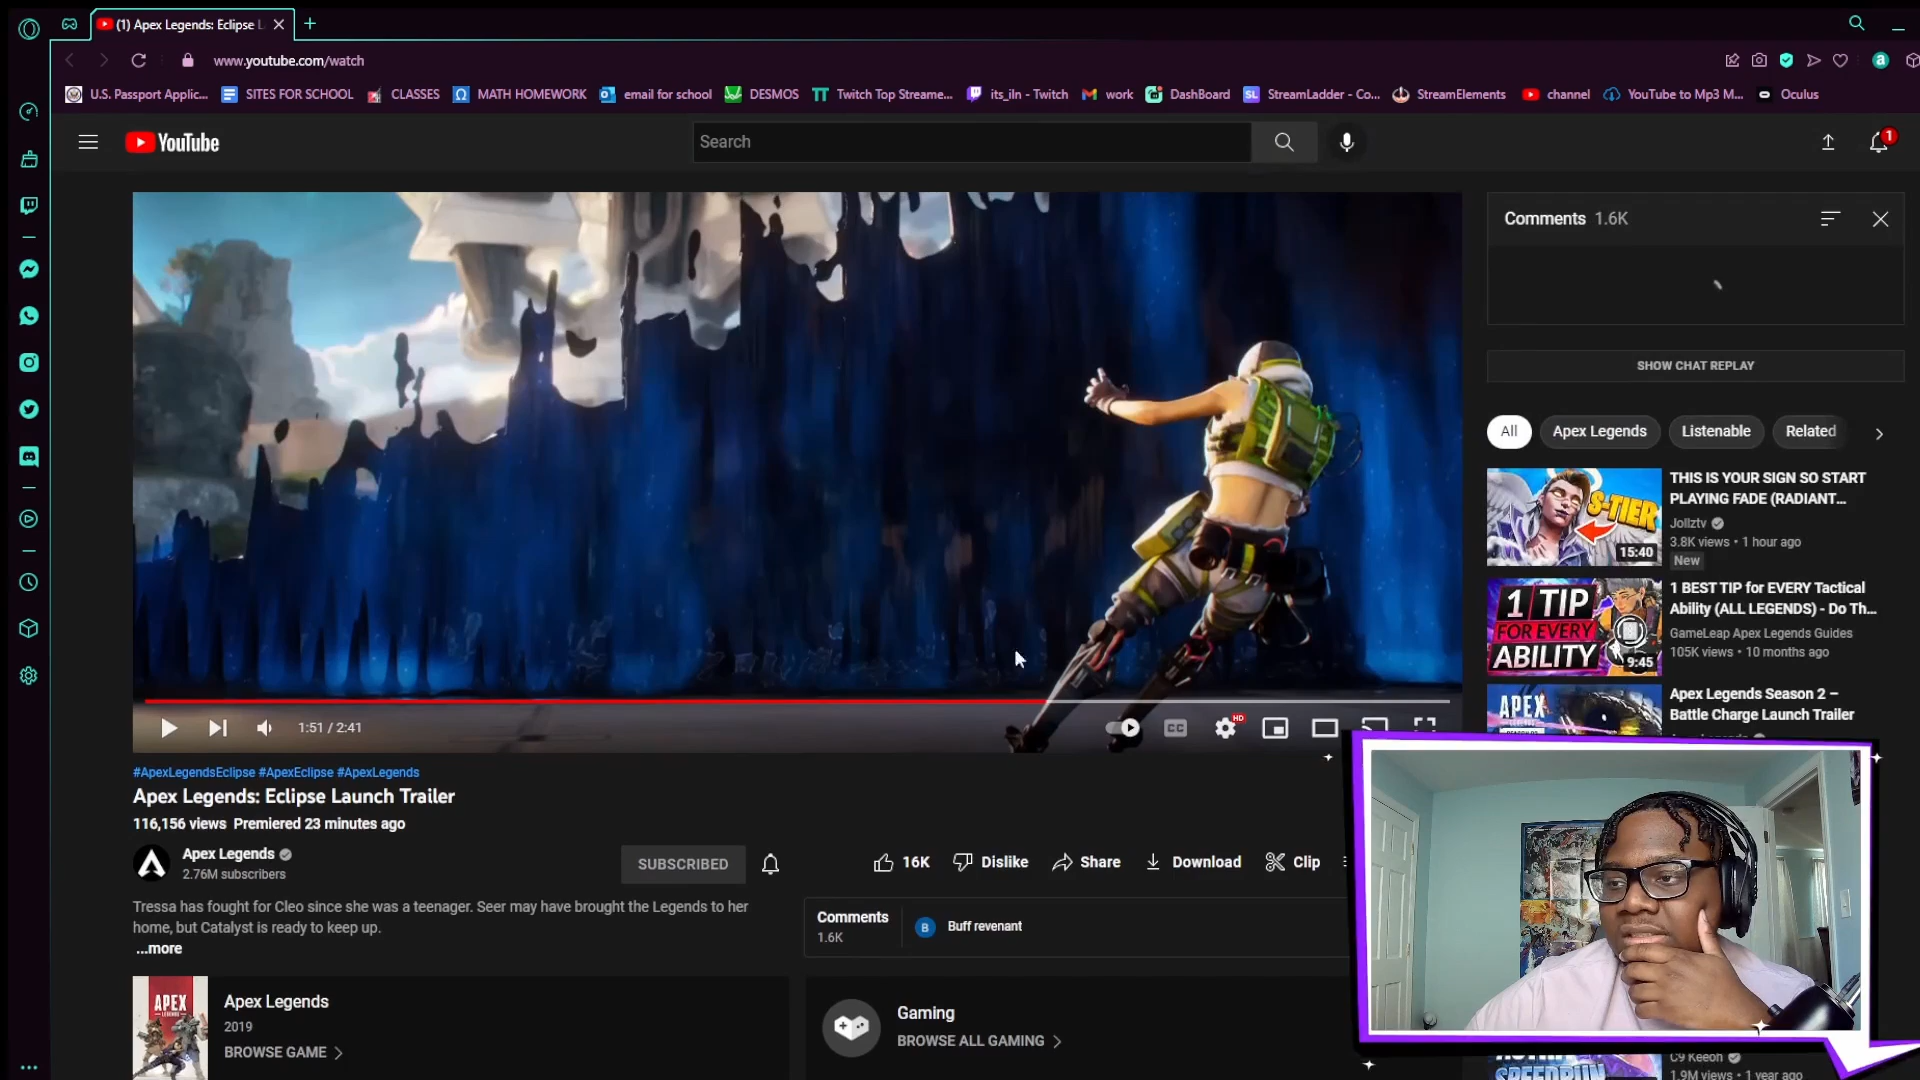 (1) Apex Legends: Eclipse L
www.youtube.com/watch
U.S. Passport Applic...
SITES FOR SCHOOL
CLASSES
MATH HOMEWORK
email for school
DESMOS
Twitch Top Streame...
its_iln - Twitch
work
DashBoard
StreamLadder - Co...
StreamElements
channel
YouTube to Mp3 M...
Oculus
YouTube
Search
1
Comments 1.6K
SHOW CHAT REPLAY
All
Apex Legends
Listenable
Related
S-TIER
15:40
THIS IS YOUR SIGN SO START
PLAYING FADE (RADIANT...
Jollztv
3.8K views • 1 hour ago
New
1 TIP
FOR EVERY
ABILITY
9:45
1 BEST TIP for EVERY Tactical
Ability (ALL LEGENDS) - Do Th...
GameLeap Apex Legends Guides
105K views • 10 months ago
APEX
Apex Legends Season 2 –
Battle Charge Launch Trailer
1:51 / 2:41
CC
HD
#ApexLegendsEclipse #ApexEclipse #ApexLegends
Apex Legends: Eclipse Launch Trailer
116,156 views Premiered 23 minutes ago
Apex Legends
2.76M subscribers
SUBSCRIBED
16K
Dislike
Share
Download
Clip
Tressa has fought for Cleo since she was a teenager. Seer may have brought the Legends to her
home, but Catalyst is ready to keep up.
...more
Comments
1.6K
B
Buff revenant
APEX
LEGENDS
Apex Legends
2019
BROWSE GAME
Gaming
BROWSE ALL GAMING
C9 Keeoh
SPEEDRUN
1.9M views • 1 year ago